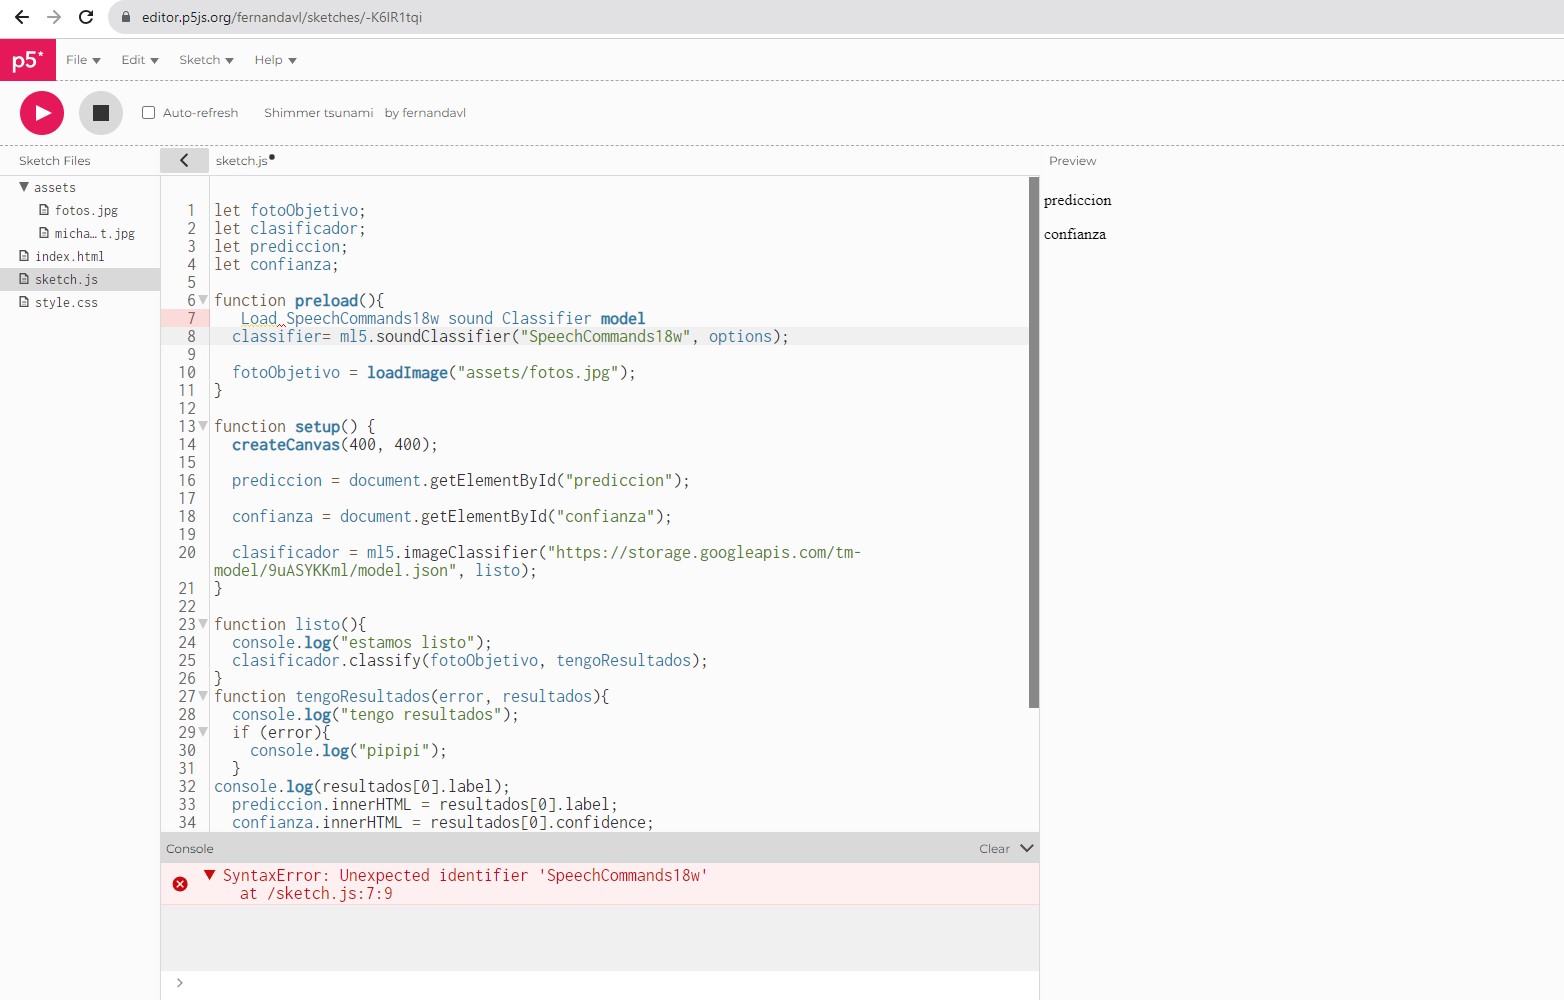 editor.p5js.org/fernandavl/sketches/-K6lR1tqi
p5* File Edit Sketch Help
Auto-refresh Shimmer tsunami by fernandavl
Sketch Files
assets
fotos.jpg
micha…t.jpg
index.html
sketch.js
style.css
sketch.js
1 let fotoObjetivo;
2 let clasificador;
3 let prediccion;
4 let confianza;
5
6 function preload(){
7 Load SpeechCommands18w sound Classifier model
8 classifier= ml5.soundClassifier("SpeechCommands18w", options);
9
10 fotoObjetivo = loadImage("assets/fotos.jpg");
11 }
12
13 function setup() {
14 createCanvas(400, 400);
15
16 prediccion = document.getElementById("prediccion");
17
18 confianza = document.getElementById("confianza");
19
20 clasificador = ml5.imageClassifier("https://storage.googleapis.com/tm-
model/9uASYKKml/model.json", listo);
21 }
22
23 function listo(){
24 console.log("estamos listo");
25 clasificador.classify(fotoObjetivo, tengoResultados);
26 }
27 function tengoResultados(error, resultados){
28 console.log("tengo resultados");
29 if (error){
30 console.log("pipipi");
31 }
32 console.log(resultados[0].label);
33 prediccion.innerHTML = resultados[0].label;
34 confianza.innerHTML = resultados[0].confidence;
Console Clear
SyntaxError: Unexpected identifier 'SpeechCommands18w'
at /sketch.js:7:9
>
Preview
prediccion
confianza